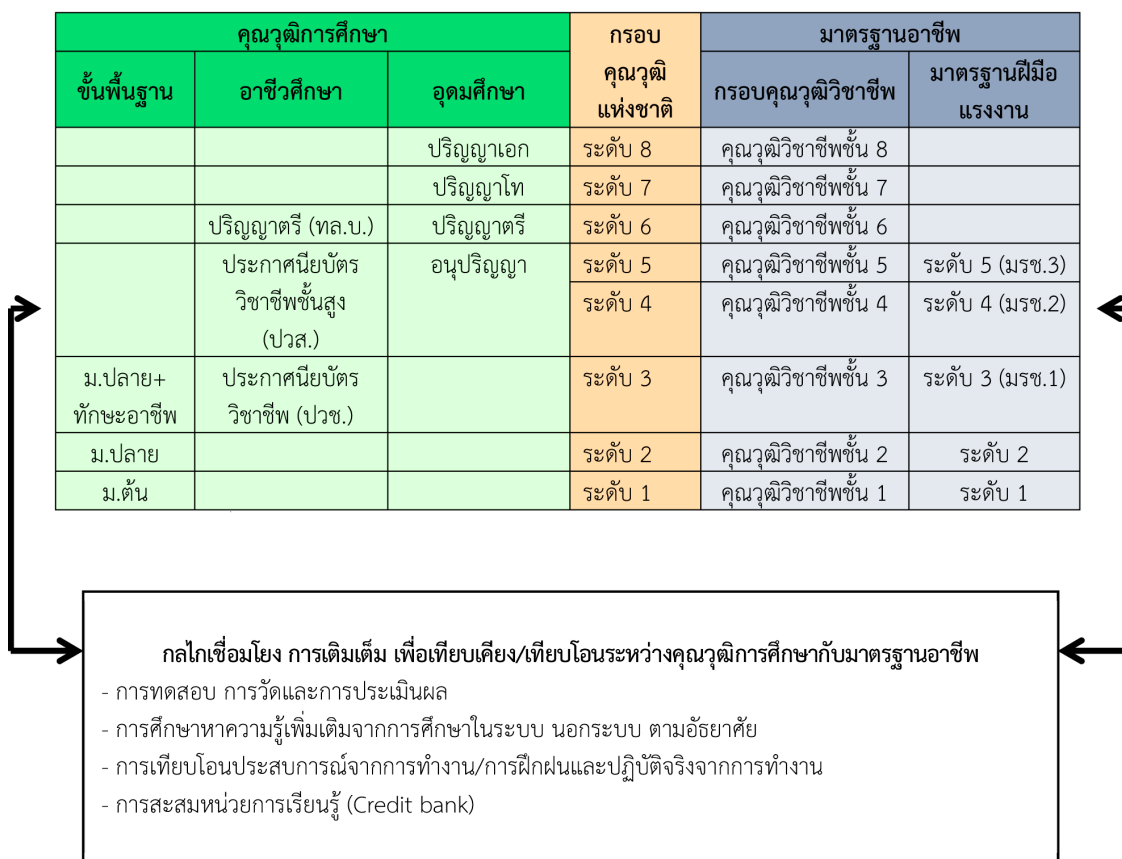 คุณวุฒิการศึกษา กรอบคุณวุฒิแห่งชาติ มาตรฐานอาชีพ
ขั้นพื้นฐาน อาชีวศึกษา อุดมศึกษา กรอบคุณวุฒิวิชาชีพ มาตรฐานฝีมือแรงงาน
ปริญญาเอก ระดับ 8 คุณวุฒิวิชาชีพชั้น 8
ปริญญาโท ระดับ 7 คุณวุฒิวิชาชีพชั้น 7
ปริญญาตรี (ทล.บ.) ปริญญาตรี ระดับ 6 คุณวุฒิวิชาชีพชั้น 6
ประกาศนียบัตร อนุปริญญา ระดับ 5 คุณวุฒิวิชาชีพชั้น 5 ระดับ 5 (มรช.3)
วิชาชีพชั้นสูง ระดับ 4 คุณวุฒิวิชาชีพชั้น 4 ระดับ 4 (มรช.2)
(ปวส.)
ม.ปลาย+ ประกาศนียบัตร ระดับ 3 คุณวุฒิวิชาชีพชั้น 3 ระดับ 3 (มรช.1)
ทักษะอาชีพ วิชาชีพ (ปวช.)
ม.ปลาย ระดับ 2 คุณวุฒิวิชาชีพชั้น 2 ระดับ 2
ม.ต้น ระดับ 1 คุณวุฒิวิชาชีพชั้น 1 ระดับ 1
กลไกเชื่อมโยง การเติมเต็ม เพื่อเทียบเคียง/เทียบโอนระหว่างคุณวุฒิการศึกษากับมาตรฐานอาชีพ
- การทดสอบ การวัดและการประเมินผล
- การศึกษาหาความรู้เพิ่มเติมจากการศึกษาในระบบ นอกระบบ ตามอัธยาศัย
- การเทียบโอนประสบการณ์จากการทำงาน/การฝึกฝนและปฏิบัติจริงจากการทำงาน
- การสะสมหน่วยการเรียนรู้ (Credit bank)